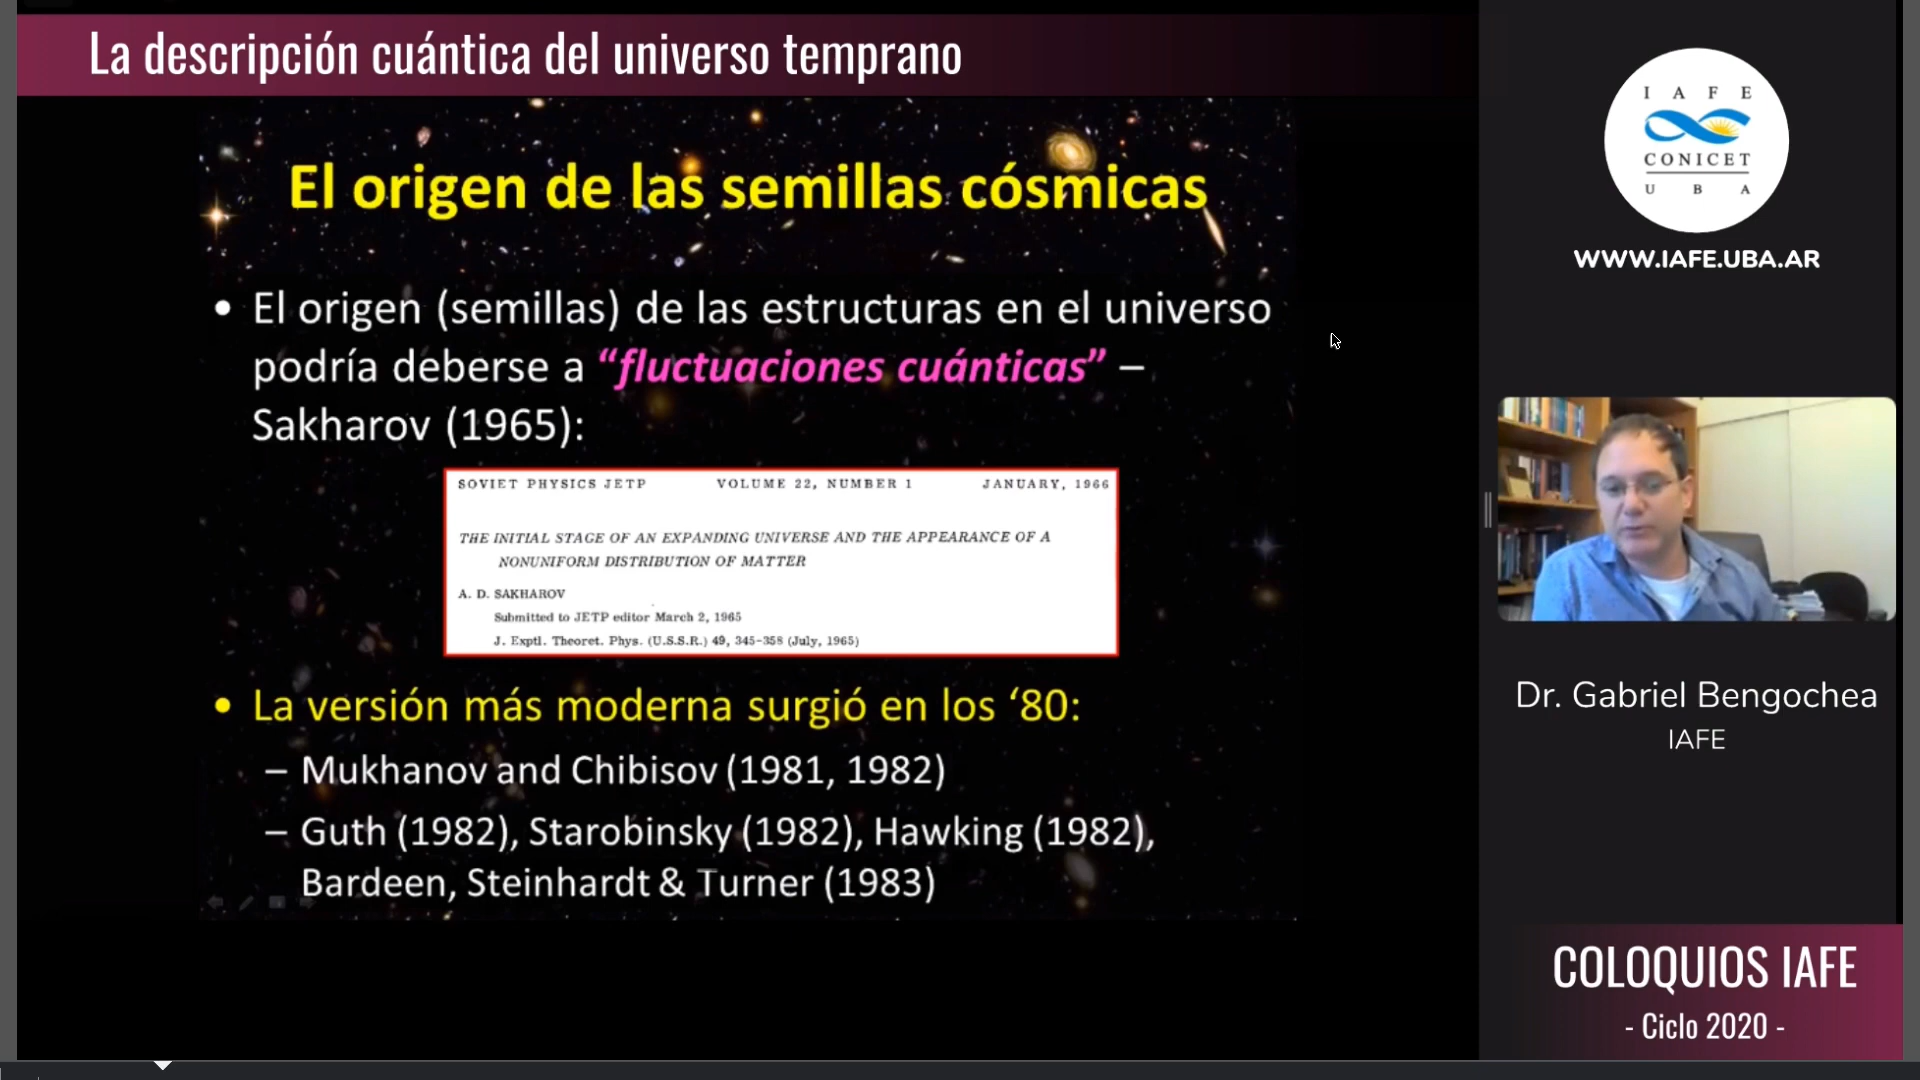 La descripción cuántica del universo temprano
El origen de las semillas cósmicas
• El origen (semillas) de las estructuras en el universo
podría deberse a “fluctuaciones cuánticas” –
Sakharov (1965):
SOVIET PHYSICS JETP VOLUME 22, NUMBER 1 JANUARY, 1966
THE INITIAL STAGE OF AN EXPANDING UNIVERSE AND THE APPEARANCE OF A
NONUNIFORM DISTRIBUTION OF MATTER
A. D. SAKHAROV
Submitted to JETP editor March 2, 1965
J. Exptl. Theoret. Phys. (U.S.S.R.) 49, 345-358 (July, 1965)
• La versión más moderna surgió en los ‘80:
– Mukhanov and Chibisov (1981, 1982)
– Guth (1982), Starobinsky (1982), Hawking (1982),
Bardeen, Steinhardt & Turner (1983)
IAFE
CONICET
UBA
WWW.IAFE.UBA.AR
Dr. Gabriel Bengochea
IAFE
COLOQUIOS IAFE
- Ciclo 2020 -